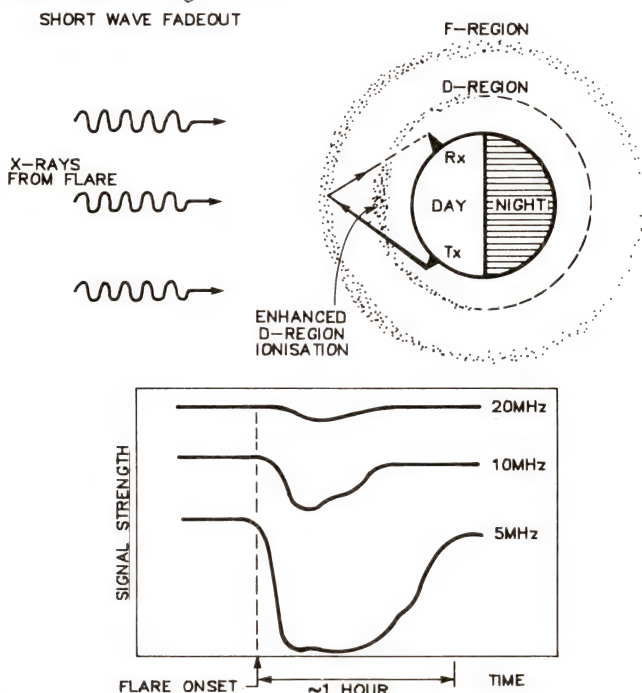 SHORT WAVE FADEOUT
F-REGION
D-REGION
X-RAYS
FROM FLARE
Rx
DAY
NIGHT
Tx
ENHANCED
D-REGION
IONISATION
SIGNAL STRENGTH
20MHz
10MHz
5MHz
FLARE ONSET
~1 HOUR
TIME